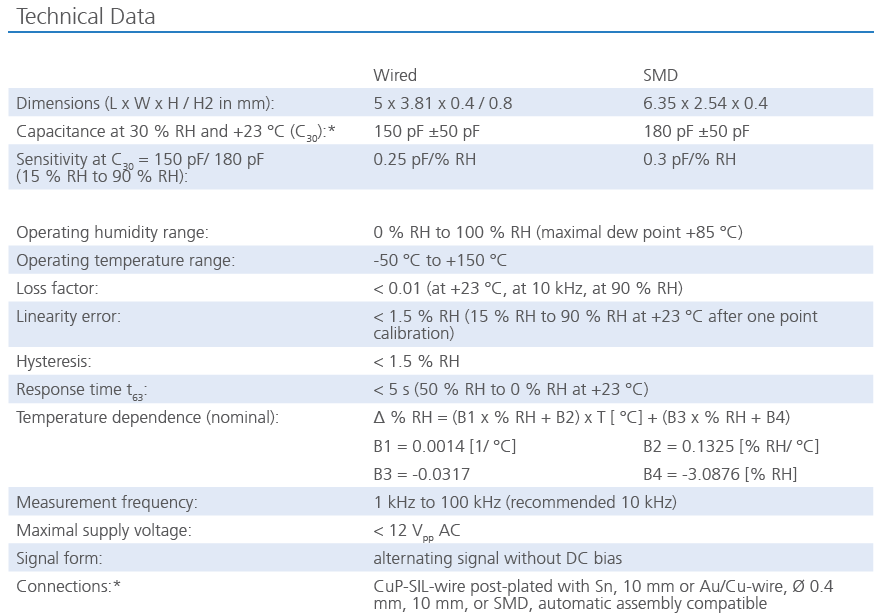 Technical Data
Wired SMD
Dimensions (L x W x H / H2 in mm): 5 x 3.81 x 0.4 / 0.8 6.35 x 2.54 x 0.4
Capacitance at 30 % RH and +23 °C (C30):* 150 pF ±50 pF 180 pF ±50 pF
Sensitivity at C30 = 150 pF/ 180 pF 0.25 pF/% RH 0.3 pF/% RH
(15 % RH to 90 % RH):
Operating humidity range: 0 % RH to 100 % RH (maximal dew point +85 °C)
Operating temperature range: -50 °C to +150 °C
Loss factor: < 0.01 (at +23 °C, at 10 kHz, at 90 % RH)
Linearity error: < 1.5 % RH (15 % RH to 90 % RH at +23 °C after one point
calibration)
Hysteresis: < 1.5 % RH
Response time t63: < 5 s (50 % RH to 0 % RH at +23 °C)
Temperature dependence (nominal): Δ % RH = (B1 x % RH + B2) x T [ °C] + (B3 x % RH + B4)
B1 = 0.0014 [1/ °C] B2 = 0.1325 [% RH/ °C]
B3 = -0.0317 B4 = -3.0876 [% RH]
Measurement frequency: 1 kHz to 100 kHz (recommended 10 kHz)
Maximal supply voltage: < 12 Vpp AC
Signal form: alternating signal without DC bias
Connections:* CuP-SIL-wire post-plated with Sn, 10 mm or Au/Cu-wire, Ø 0.4
mm, 10 mm, or SMD, automatic assembly compatible